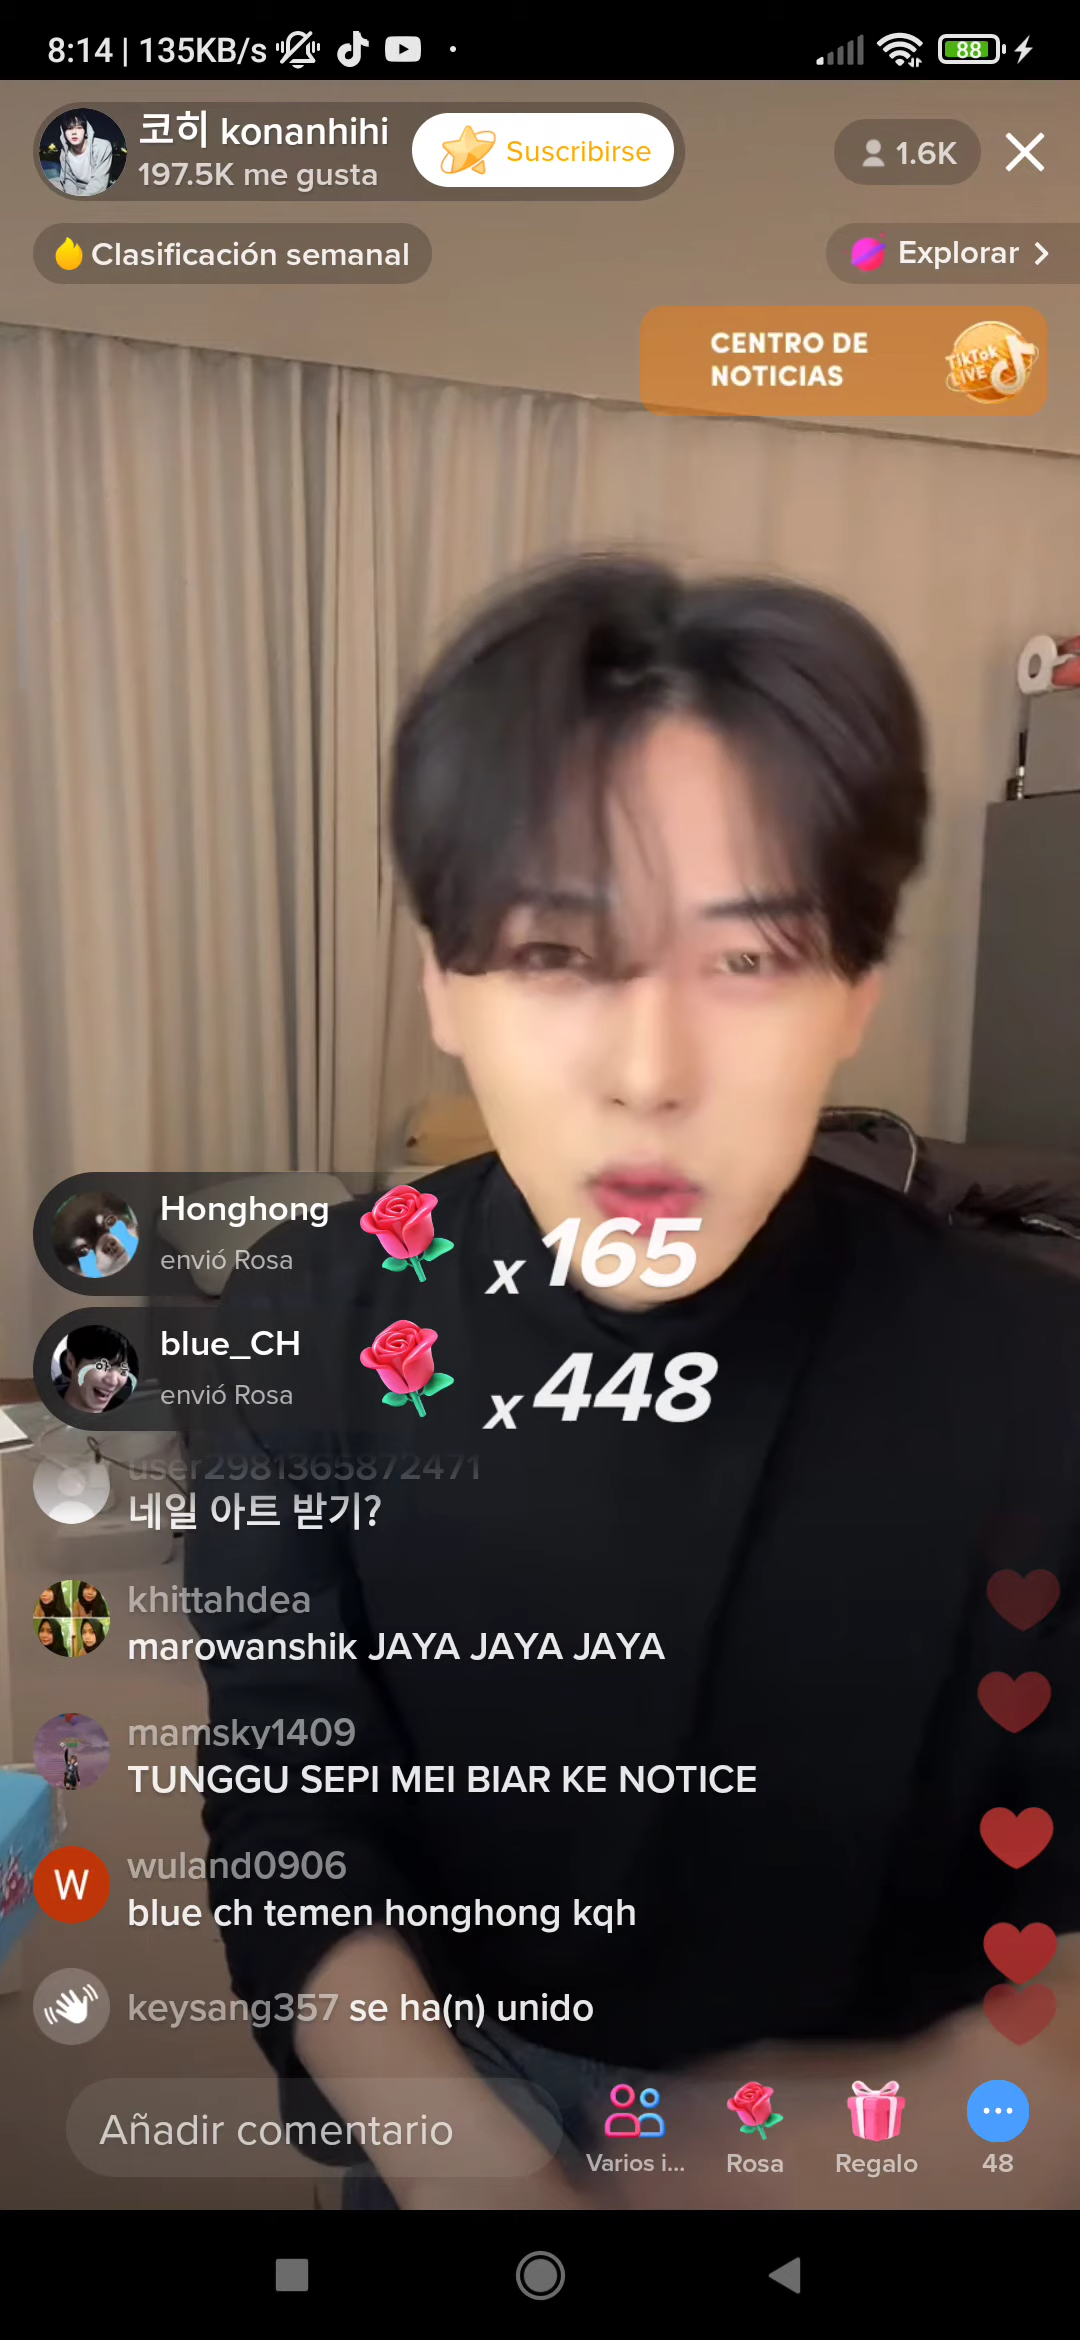 8:14 | 135KB/s
88
코히 konanhihi
197.5K me gusta
Suscribirse
1.6K
Clasificación semanal
Explorar
CENTRO DE
NOTICIAS
TikTok
LIVE
Honghong
envió Rosa
x 165
blue_CH
envió Rosa
x 448
user2981365872471
네일 아트 받기?
khittahdea
marowanshik JAYA JAYA JAYA
mamsky1409
TUNGGU SEPI MEI BIAR KE NOTICE
W
wuland0906
blue ch temen honghong kqh
keysang357 se ha(n) unido
Añadir comentario
Varios i...
Rosa
Regalo
48